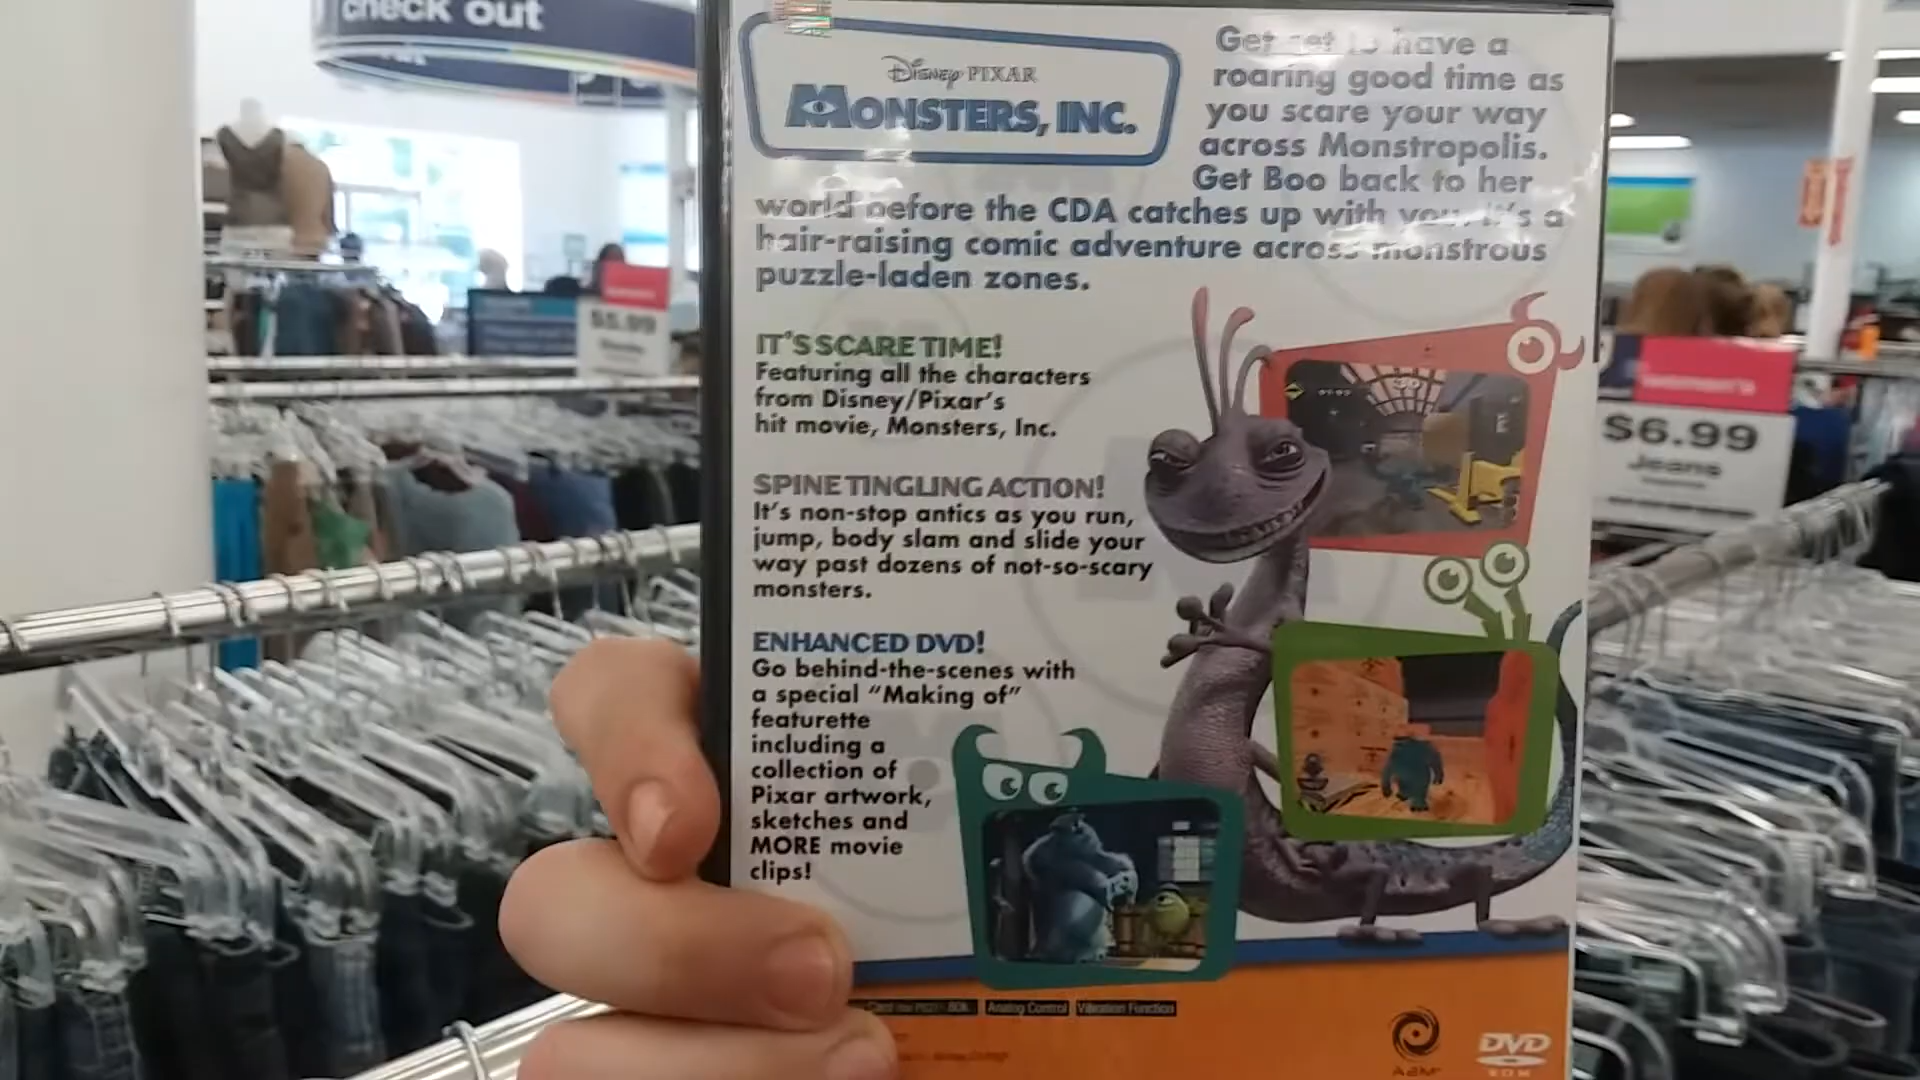 check out
Disney PIXAR
MONSTERS, INC.
Get set to have a
roaring good time as
you scare your way
across Monstropolis.
Get Boo back to her
world before the CDA catches up with you. It's a
hair-raising comic adventure across monstrous
puzzle-laden zones.
IT'S SCARE TIME!
Featuring all the characters
from Disney/Pixar's
hit movie, Monsters, Inc.
SPINE TINGLING ACTION!
It's non-stop antics as you run,
jump, body slam and slide your
way past dozens of not-so-scary
monsters.
ENHANCED DVD!
Go behind-the-scenes with
a special “Making of”
featurette
including a
collection of
Pixar artwork,
sketches and
MORE movie
clips!
Analog Control
Vibration Function
DVD
ROM
$5.99
$6.99
Jeans